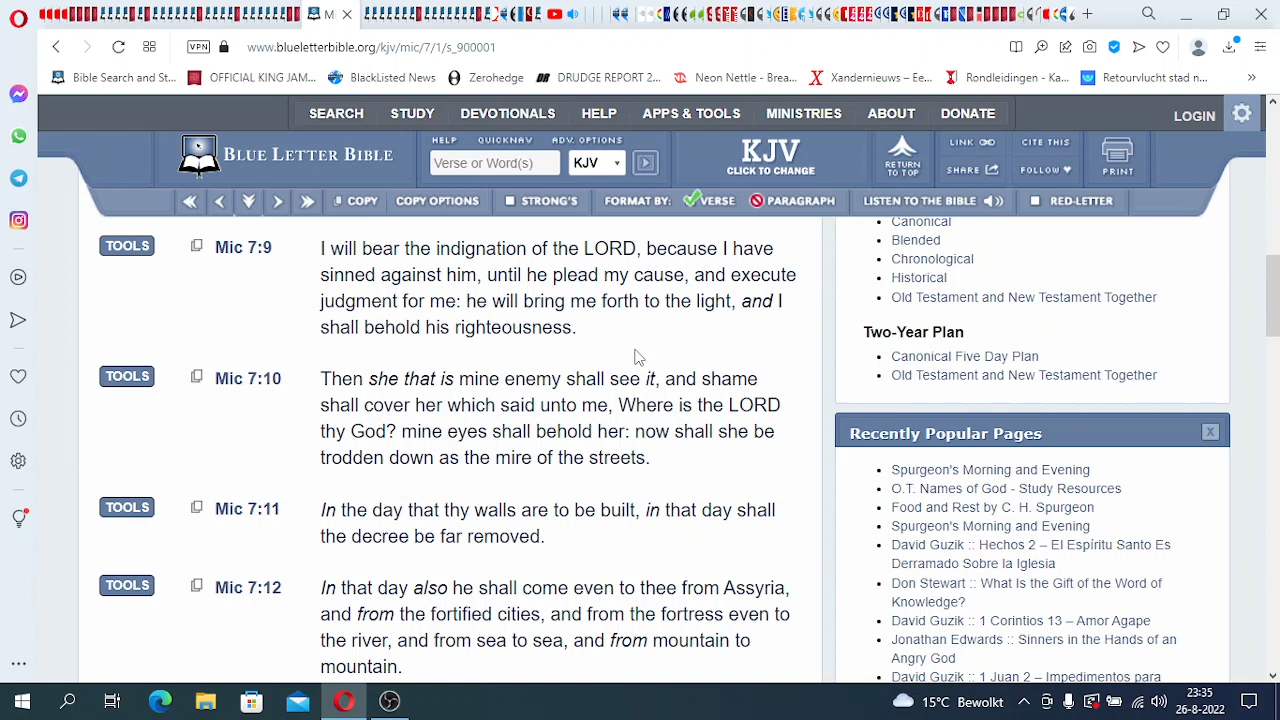 M
www.blueletterbible.org/kjv/mic/7/1/s_900001
VPN
Bible Search and St...
OFFICIAL KING JAM...
BlackListed News
Zerohedge
DRUDGE REPORT 2...
Neon Nettle - Brea...
Xandernieuws – Ee...
Rondleidingen - Ka...
Retourvlucht stad n...
»
SEARCH
STUDY
DEVOTIONALS
HELP
APPS & TOOLS
MINISTRIES
ABOUT
DONATE
LOGIN
BLUE LETTER BIBLE
HELP
QUICKNAV
ADV. OPTIONS
Verse or Word(s)
KJV
KJV
CLICK TO CHANGE
RETURN
TO TOP
LINK
CITE THIS
SHARE
FOLLOW
PRINT
COPY
COPY OPTIONS
STRONG'S
FORMAT BY:
VERSE
PARAGRAPH
LISTEN TO THE BIBLE
RED-LETTER
TOOLS
Mic 7:9
I will bear the indignation of the LORD, because I have
sinned against him, until he plead my cause, and execute
judgment for me: he will bring me forth to the light, and I
shall behold his righteousness.
TOOLS
Mic 7:10
Then she that is mine enemy shall see it, and shame
shall cover her which said unto me, Where is the LORD
thy God? mine eyes shall behold her: now shall she be
trodden down as the mire of the streets.
TOOLS
Mic 7:11
In the day that thy walls are to be built, in that day shall
the decree be far removed.
TOOLS
Mic 7:12
In that day also he shall come even to thee from Assyria,
and from the fortified cities, and from the fortress even to
the river, and from sea to sea, and from mountain to
mountain.
Canonical
Blended
Chronological
Historical
Old Testament and New Testament Together
Two-Year Plan
Canonical Five Day Plan
Old Testament and New Testament Together
Recently Popular Pages
X
Spurgeon's Morning and Evening
O.T. Names of God - Study Resources
Food and Rest by C. H. Spurgeon
Spurgeon's Morning and Evening
David Guzik :: Hechos 2 – El Espíritu Santo Es
Derramado Sobre la Iglesia
Don Stewart :: What Is the Gift of the Word of
Knowledge?
David Guzik :: 1 Corintios 13 – Amor Agape
Jonathan Edwards :: Sinners in the Hands of an
Angry God
David Guzik :: 1 Juan 2 – Impedimentos para
15°C Bewolkt
23:35
26-8-2022